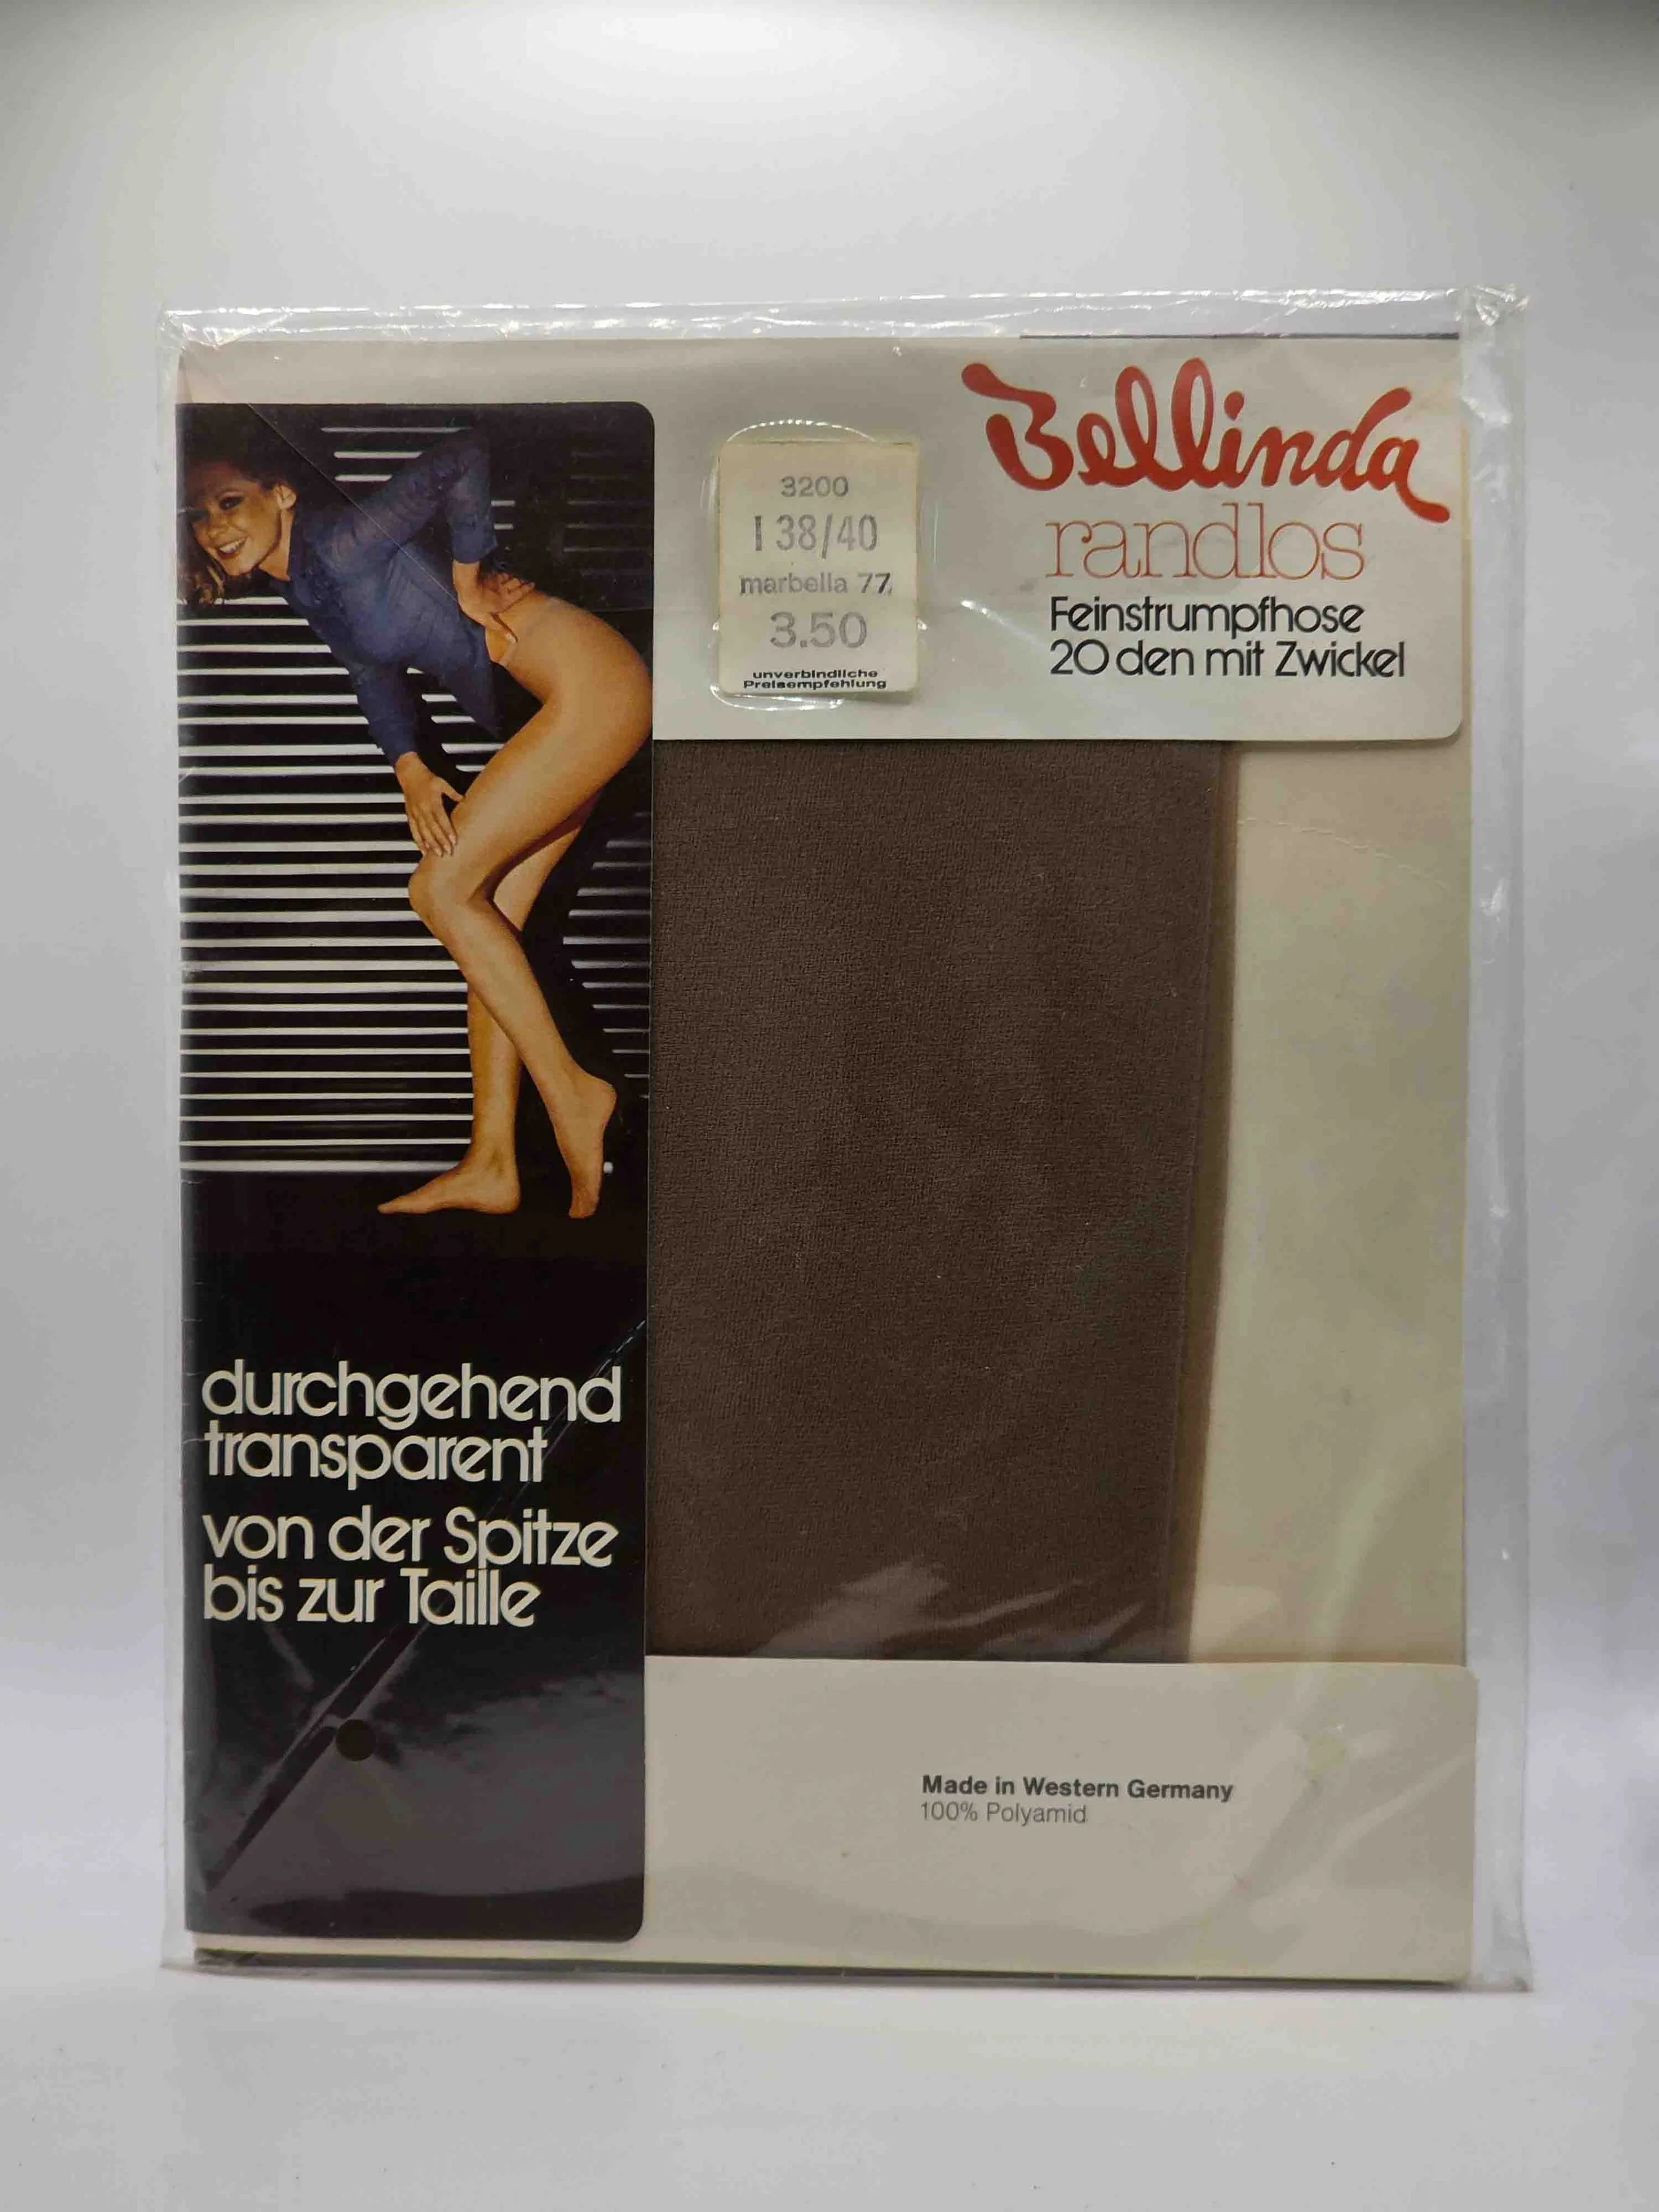 Bellinda
randlos
Feinstrumpfhose
20 den mit Zwickel
3200
I 38/40
marbella 77
3.50
unverbindliche
Preisempfehlung
durchgehend
transparent
von der Spitze
bis zur Taille
Made in Western Germany
100% Polyamid